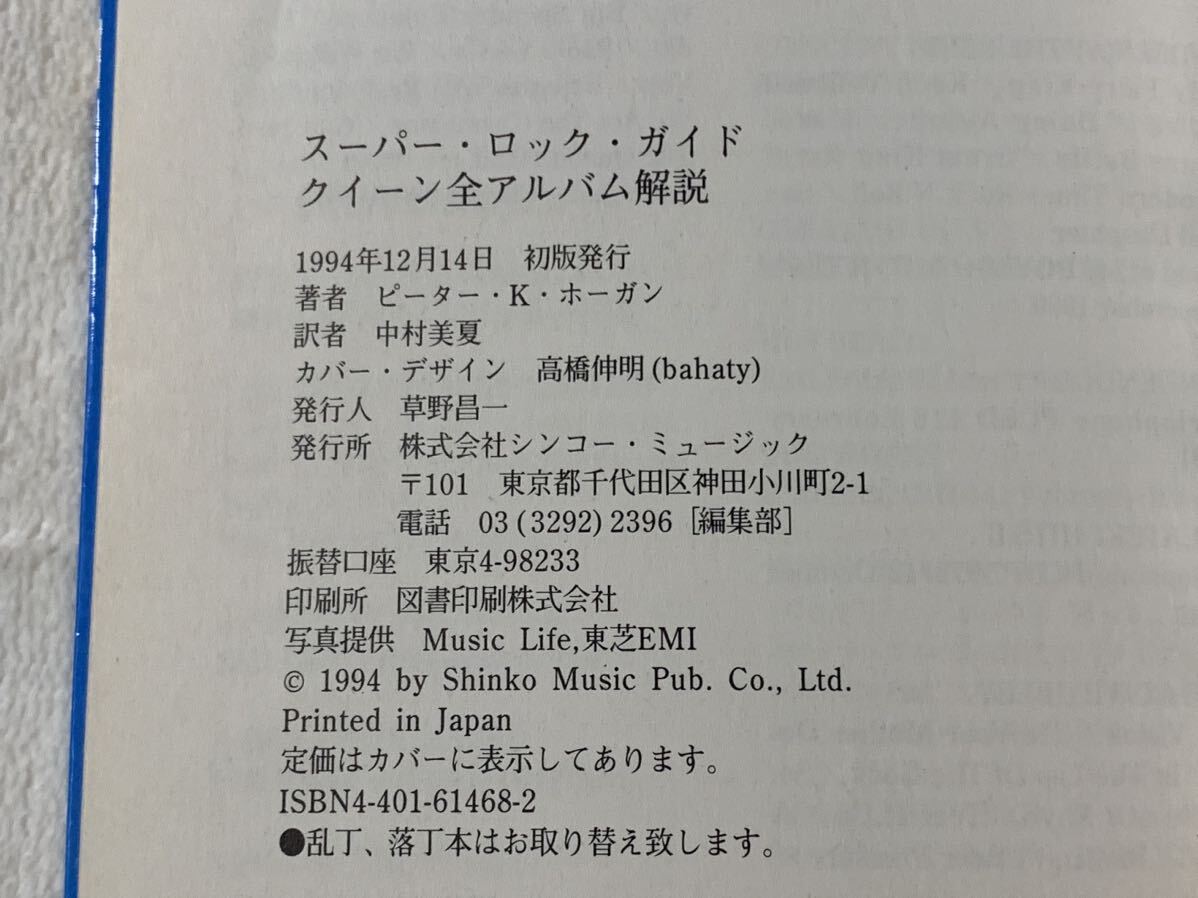 スーパー・ロック・ガイド
クイーン全アルバム解説
1994年12月14日 初版発行
著者 ピーター・K・ホーガン
訳者 中村美夏
カバー・デザイン 高橋伸明(bahaty)
発行人 草野昌一
発行所 株式会社シンコー・ミュージック
〒101 東京都千代田区神田小川町2-1
電話 03(3292)2396[編集部]
振替口座 東京4-98233
印刷所 図書印刷株式会社
写真提供 Music Life,東芝EMI
© 1994 by Shinko Music Pub. Co., Ltd.
Printed in Japan
定価はカバーに表示してあります。
ISBN4-401-61468-2
●乱丁、落丁本はお取り替え致します。